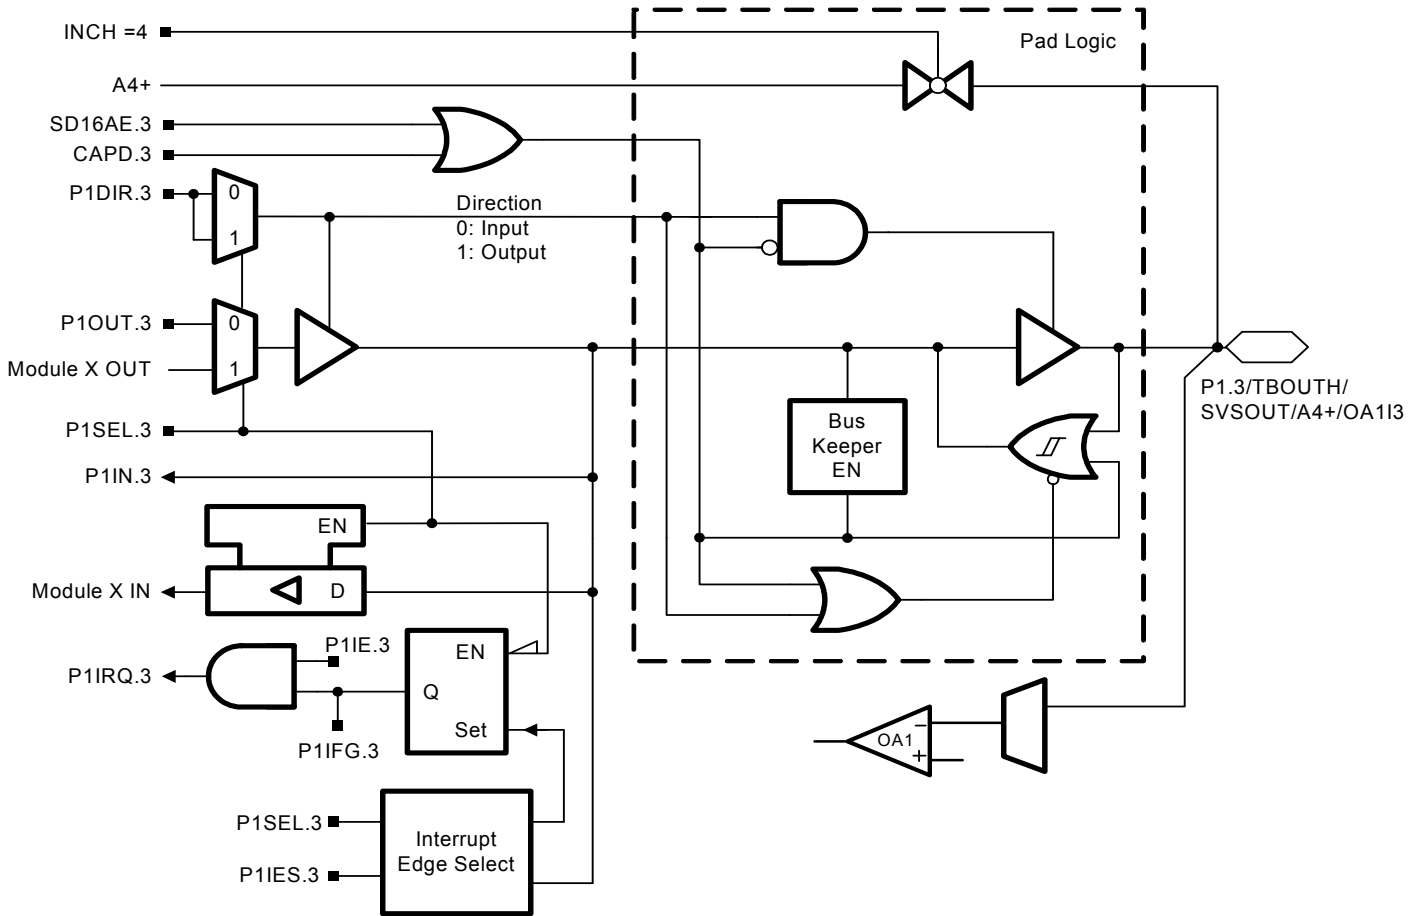 INCH =4
Pad Logic
A4+
SD16AE.3
CAPD.3
P1DIR.3
0
1
Direction
0: Input
1: Output
P1OUT.3
0
Module X OUT
1
P1.3/TBOUTH/
SVSOUT/A4+/OA1I3
Bus
Keeper
EN
P1SEL.3
P1IN.3
EN
Module X IN
D
P1IE.3
EN
P1IRQ.3
Q
Set
P1IFG.3
OA1
−
+
P1SEL.3
Interrupt
Edge Select
P1IES.3